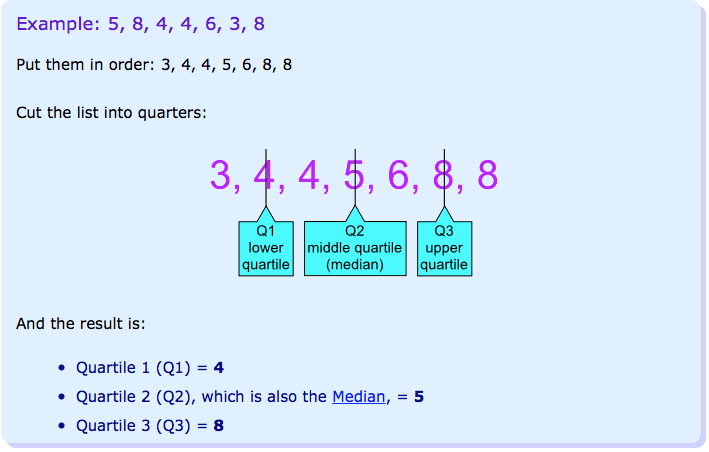 Example: 5, 8, 4, 4, 6, 3, 8
Put them in order: 3, 4, 4, 5, 6, 8, 8
Cut the list into quarters:
3, 4, 4, 5, 6, 8, 8
Q1
lower
quartile
Q2
middle quartile
(median)
Q3
upper
quartile
And the result is:
• Quartile 1 (Q1) = 4
• Quartile 2 (Q2), which is also the Median, = 5
• Quartile 3 (Q3) = 8